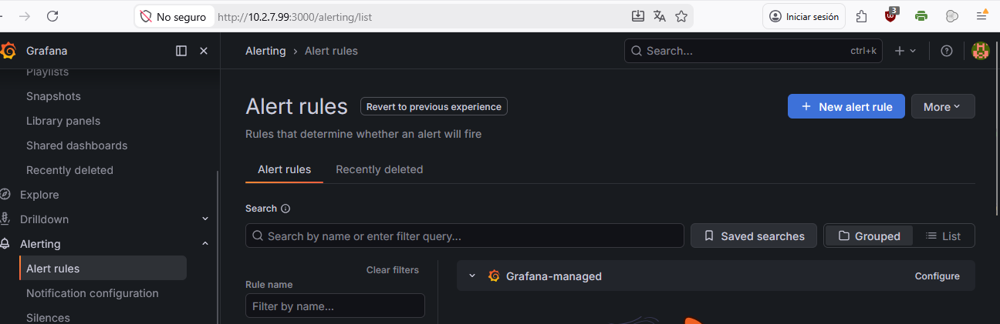 No seguro
http://10.2.7.99:3000/alerting/list
Iniciar sesión
3
Grafana
Alerting › Alert rules
Search...
ctrl+k
Playlists
Snapshots
Library panels
Shared dashboards
Recently deleted
Explore
Drilldown
Alerting
Alert rules
Notification configuration
Silences
Alert rules
Revert to previous experience
New alert rule
More
Rules that determine whether an alert will fire
Alert rules
Recently deleted
Search
Search by name or enter filter query...
Saved searches
Grouped
List
Clear filters
Rule name
Filter by name...
Grafana-managed
Configure